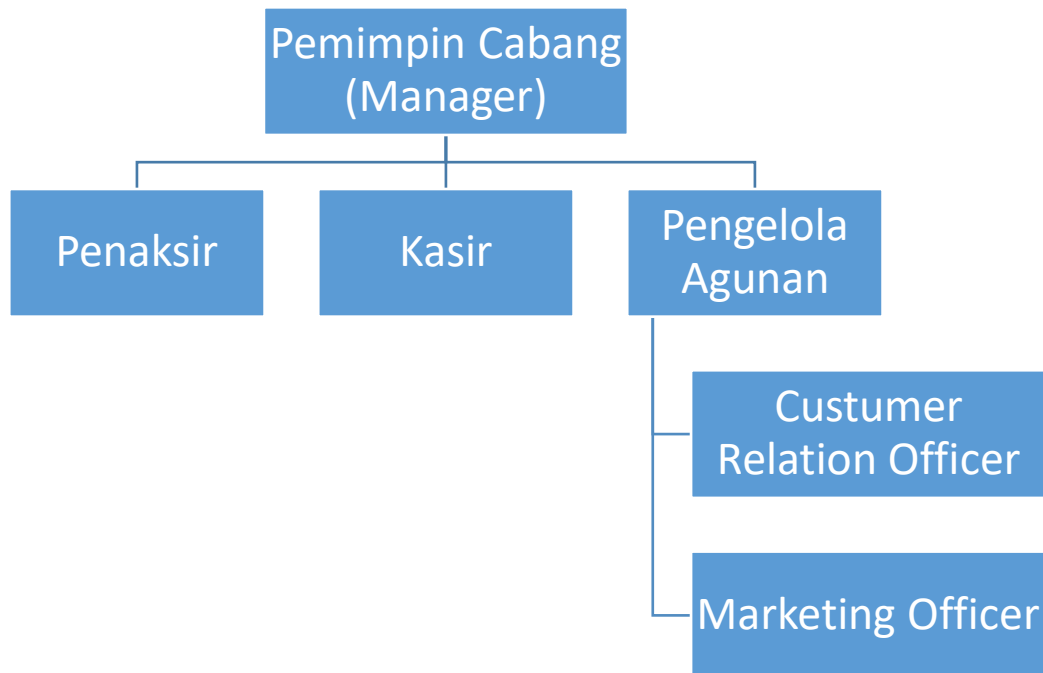 Pemimpin Cabang
(Manager)
Penaksir
Kasir
Pengelola
Agunan
Custumer
Relation Officer
Marketing Officer